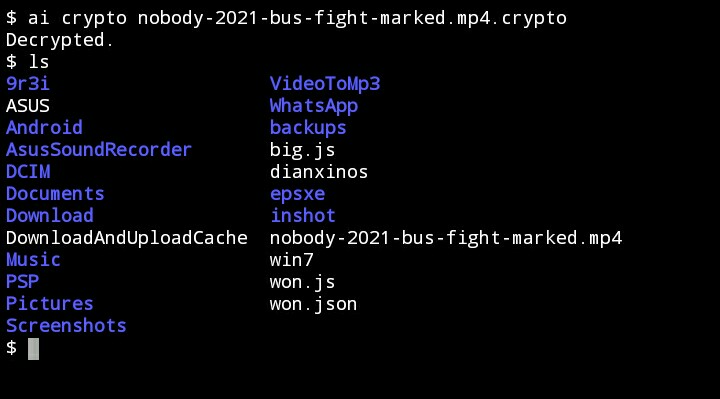 $ ai crypto nobody-2021-bus-fight-marked.mp4.crypto
Decrypted.
$ ls
9r3i                    VideoToMp3
ASUS                    WhatsApp
Android                 backups
AsusSoundRecorder       big.js
DCIM                    dianxinos
Documents               epsxe
Download                inshot
DownloadAndUploadCache  nobody-2021-bus-fight-marked.mp4
Music                   win7
PSP                     won.js
Pictures                won.json
Screenshots
$